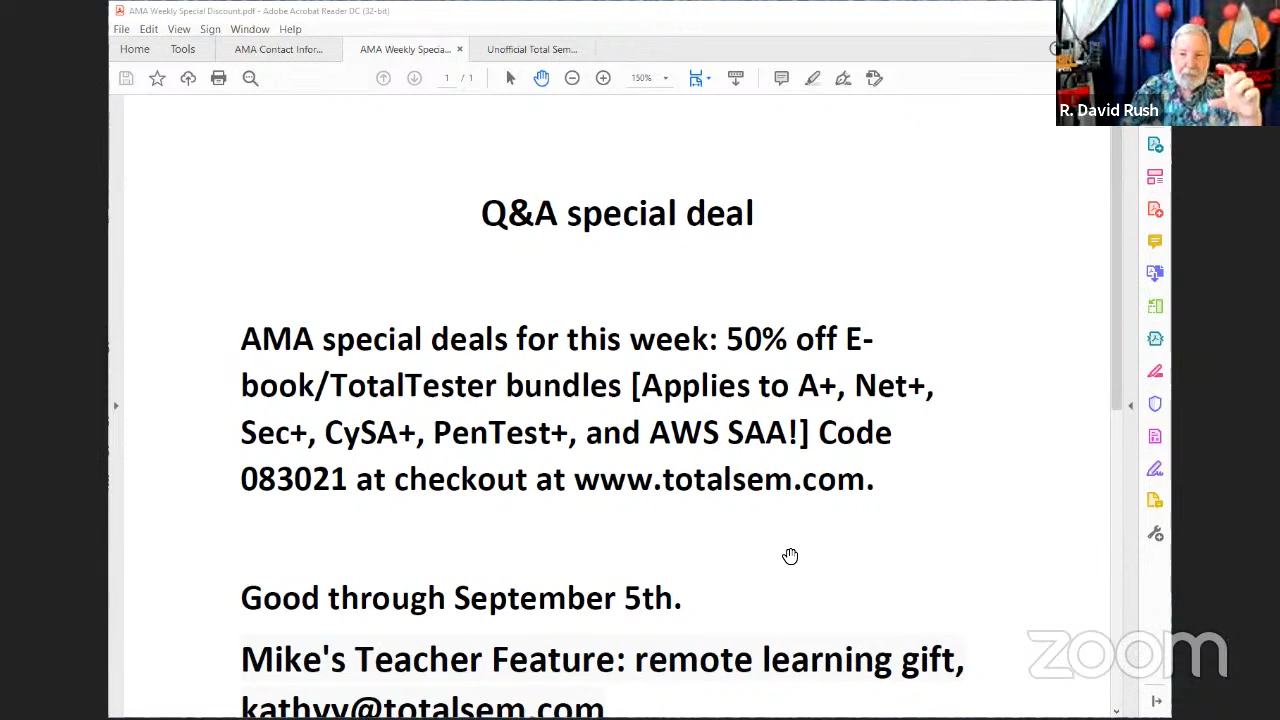 AMA Weekly Special Discount.pdf - Adobe Acrobat Reader DC (32-bit)
File Edit View Sign Window Help
Home Tools AMA Contact Infor... AMA Weekly Specia... × Unofficial Total Sem...
1 / 1 150%
R. David Rush
Q&A special deal
AMA special deals for this week: 50% off E-
book/TotalTester bundles [Applies to A+, Net+,
Sec+, CySA+, PenTest+, and AWS SAA!] Code
083021 at checkout at www.totalsem.com.
Good through September 5th.
Mike's Teacher Feature: remote learning gift,
kathyy@totalsem.com
zoom